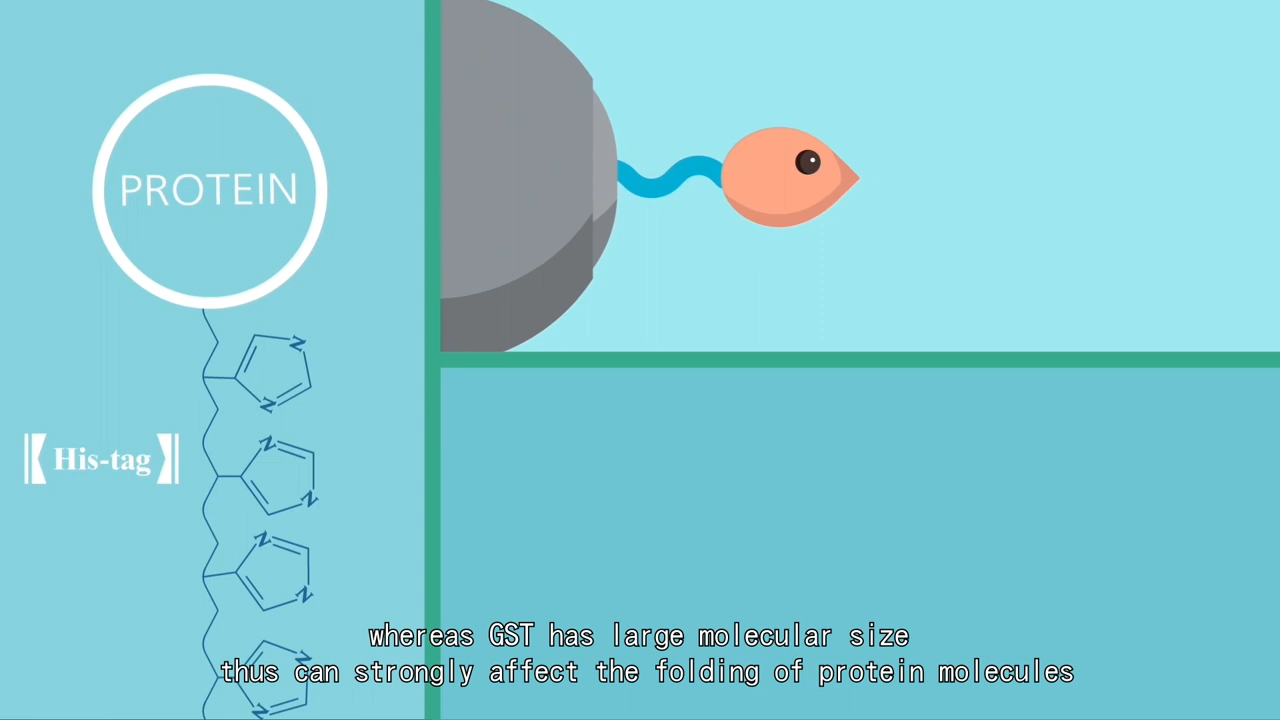 PROTEIN
N
N
N
N
【His-tag】
N
N
N
N
whereas GST has large molecular size
thus can strongly affect the folding of protein molecules